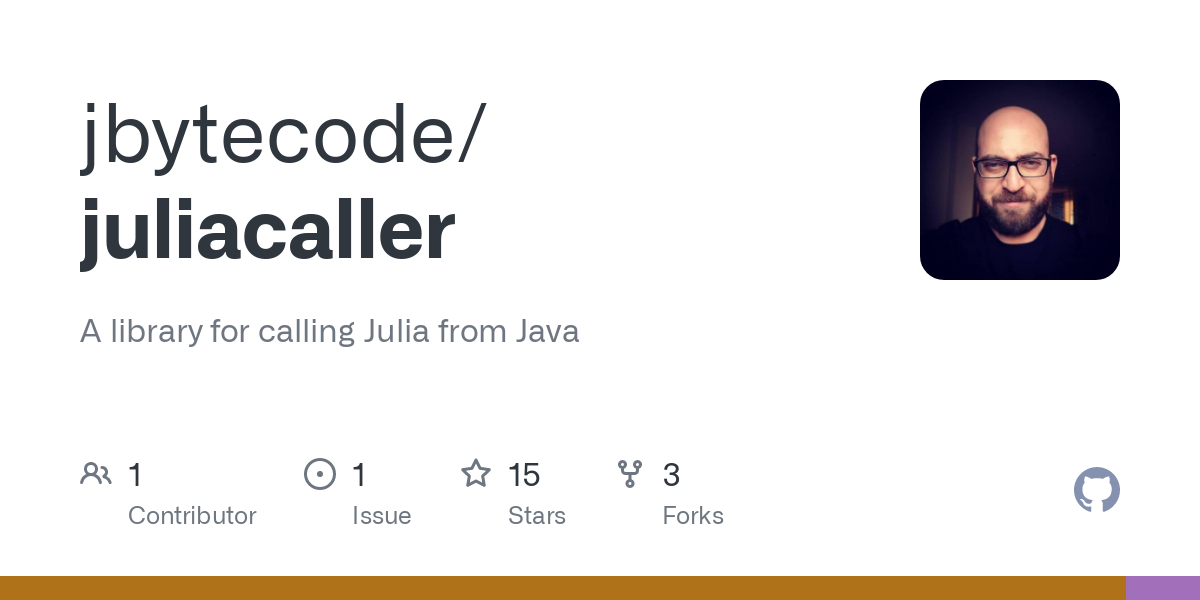 jbytecode/
juliacaller
A library for calling Julia from Java
1 1 15 3
Contributor Issue Stars Forks